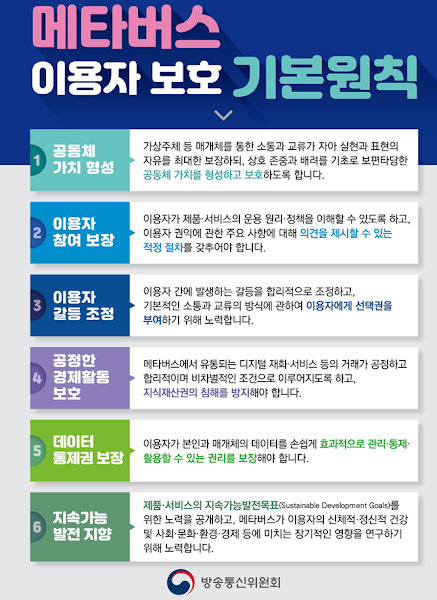 메타버스
이용자 보호 기본원칙
1
공동체
가치 형성
가상주체 등 매개체를 통한 소통과 교류가 자아 실현과 표현의
자유를 최대한 보장하되, 상호 존중과 배려를 기초로 보편타당한
공동체 가치를 형성하고 보호하도록 합니다.
2
이용자
참여 보장
이용자가 제품·서비스의 운용 원리·정책을 이해할 수 있도록 하고,
이용자 권익에 관한 주요 사항에 대해 의견을 제시할 수 있는
적정 절차를 갖추어야 합니다.
3
이용자
갈등 조정
이용자 간에 발생하는 갈등을 합리적으로 조정하고,
기본적인 소통과 교류의 방식에 관하여 이용자에게 선택권을
부여하기 위해 노력합니다.
4
공정한
경제활동
보호
메타버스에서 유통되는 디지털 재화·서비스 등의 거래가 공정하고
합리적이며 비차별적인 조건으로 이루어지도록 하고,
지식재산권의 침해를 방지해야 합니다.
5
데이터
통제권 보장
이용자가 본인과 매개체의 데이터를 손쉽게 효과적으로 관리·통제·
활용할 수 있는 권리를 보장해야 합니다.
6
지속가능
발전 지향
제품·서비스의 지속가능발전목표(Sustainable Development Goals)를
위한 노력을 공개하고, 메타버스가 이용자의 신체적·정신적 건강
및 사회·문화·환경·경제 등에 미치는 장기적인 영향을 연구하기
위해 노력합니다.
방송통신위원회